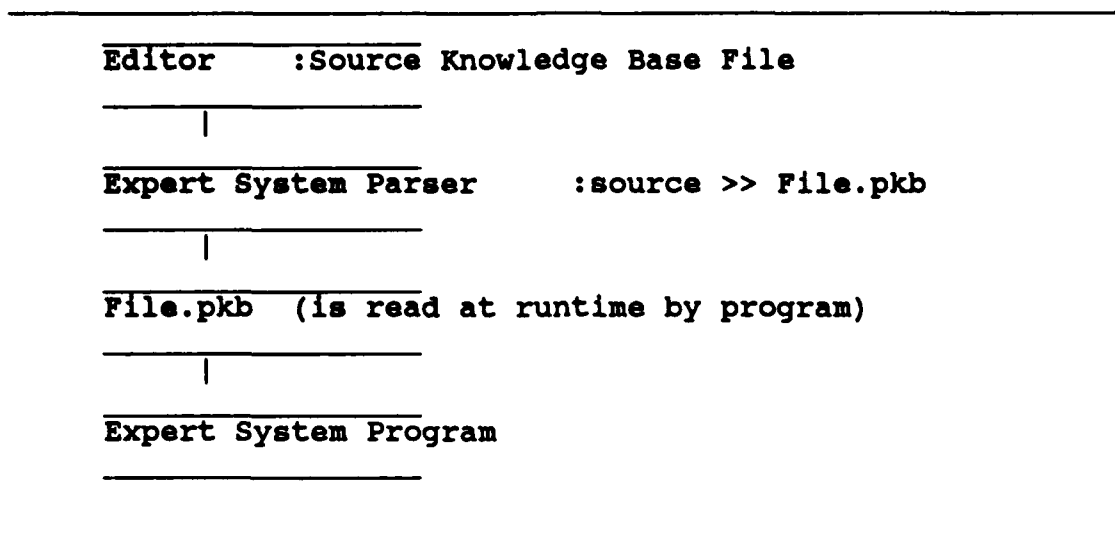 Editor :Source Knowledge Base File
Expert System Parser :source >> File.pkb
File.pkb (is read at runtime by program)
Expert System Program